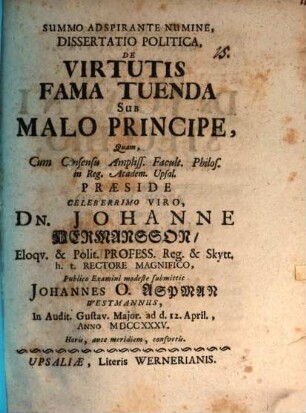 SUMMO ADSPIRANTE NUMINE,
DISSERTATIO POLITICA,
15.
DE
VIRTUTIS
FAMA TUENDA
SUB
MALO PRINCIPE,
Quam,
Cum Consensu Ampliss. Facult. Philos.
in Reg. Academ. Upsal.
PRÆSIDE
CELEBERRIMO VIRO,
DN. JOHANNE
HERMANSSON/
Eloqv. & Polit. PROFESS. Reg. & Skytt.
h. t. RECTORE MAGNIFICO,
Publico Examini modeste submittit
JOHANNES O. ASPMAN
WESTMANNUS,
In Audit. Gustav. Major. ad d. 12. April.,
ANNO MDCCXXXV.
Horis, ante meridiem, consvetis.
UPSALIÆ, Literis WERNERIANIS.